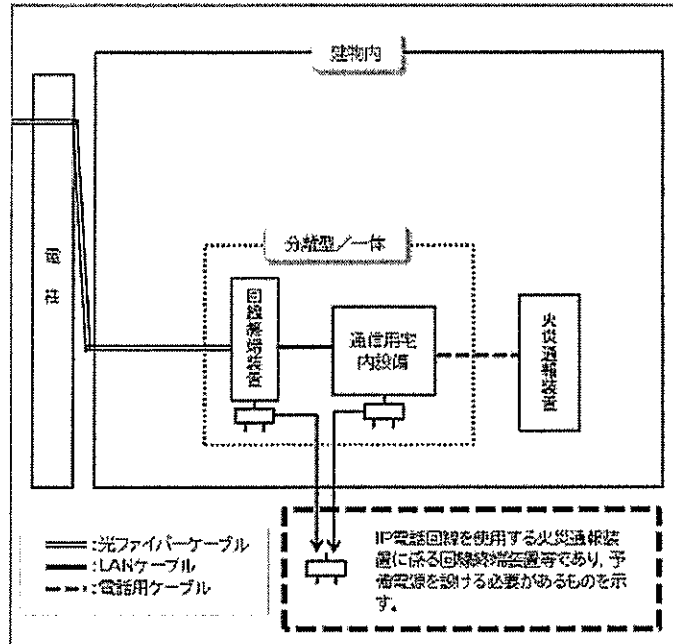 建物内
電柱
分離型/一体
回線終端装置
通信用宅
内設備
火災通報装置
:光ファイバーケーブル
:LANケーブル
:電話用ケーブル
IP電話回線を使用する火災通報装
置に係る回線終端装置等であり、予
備電源を設ける必要があるものを示
す。